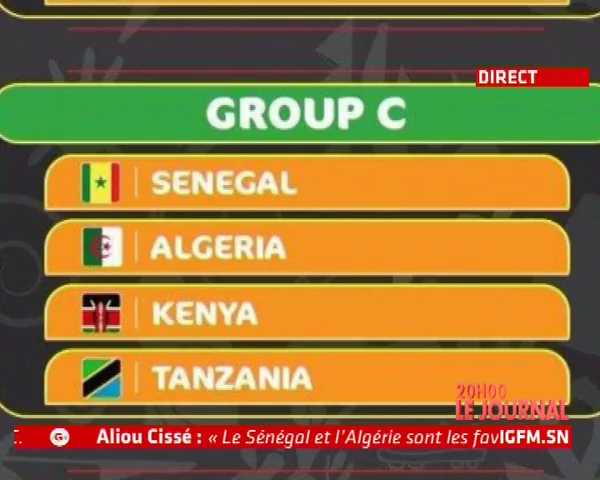 DIRECT
GROUP C
SENEGAL
ALGERIA
KENYA
TANZANIA
20H00
LE JOURNAL
Aliou Cissé : « Le Sénégal et l'Algérie sont les fav
IGFM.SN